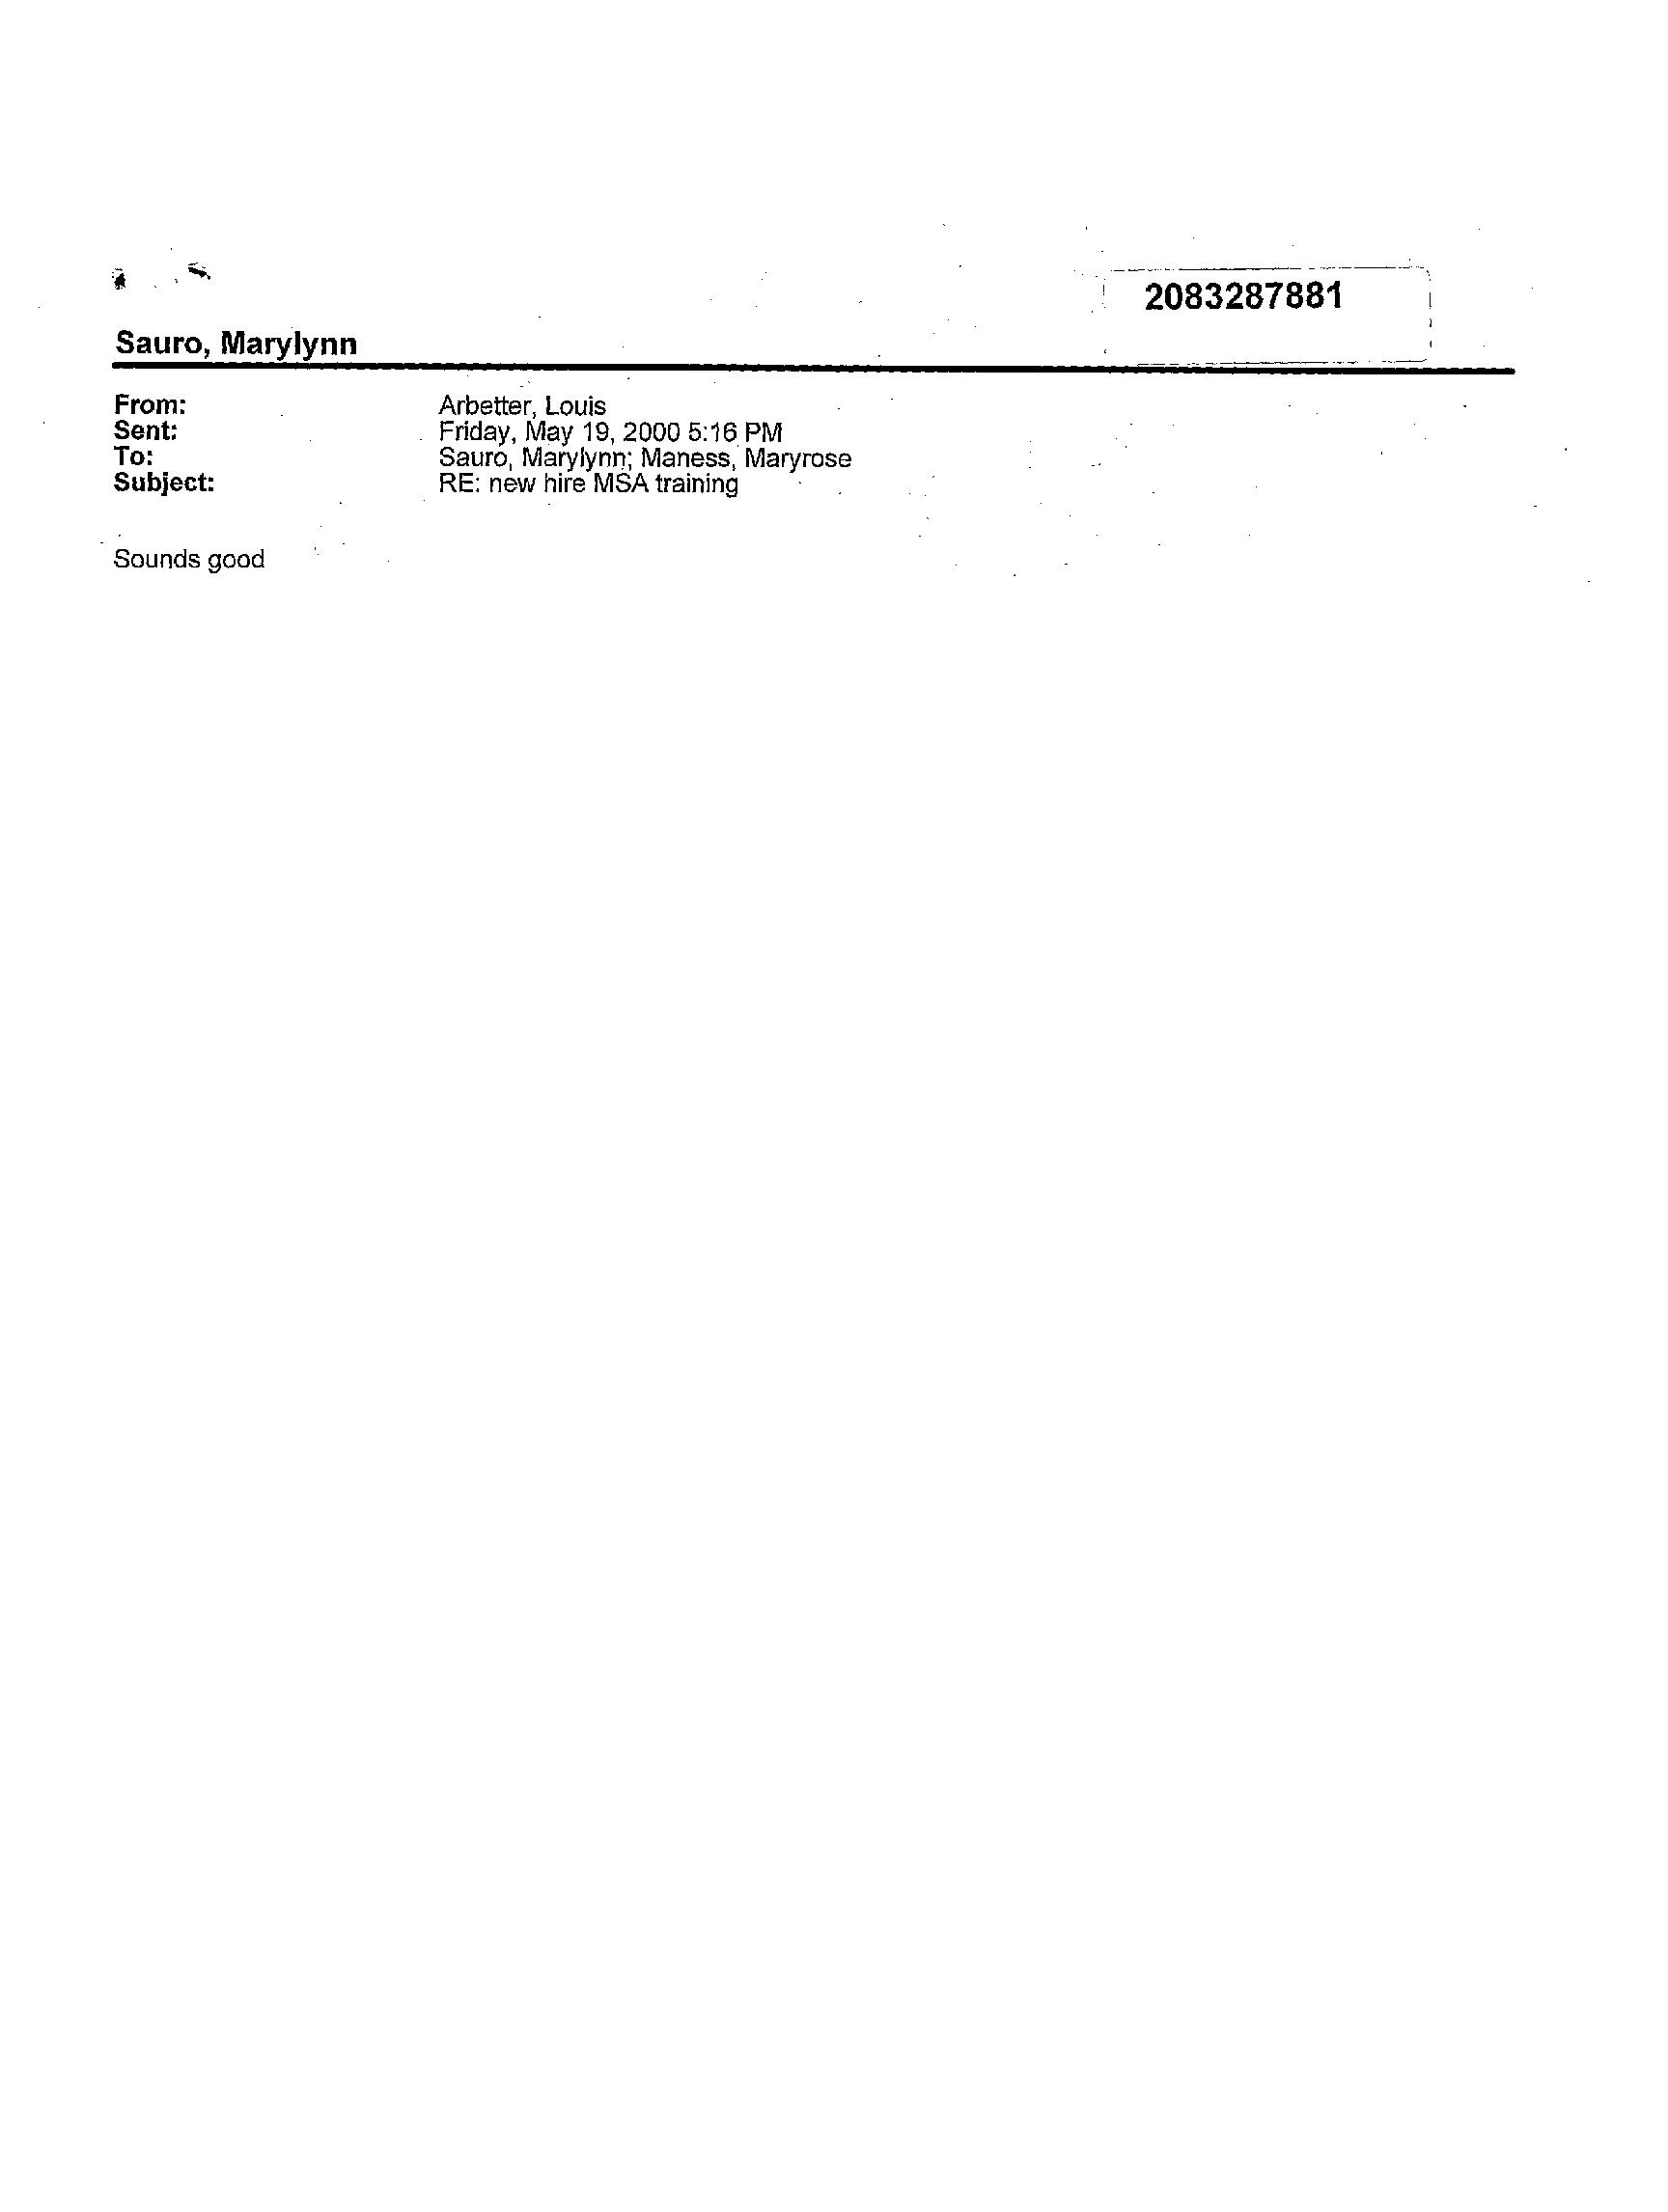 2083287881
Sauro, Marylynn
From: Arbetter, Louis
Sent: Friday, May 19, 2000 5:16 PM
To: Sauro, Marylynn; Maness, Maryrose
Subject: RE: new hire MSA training
Sounds good